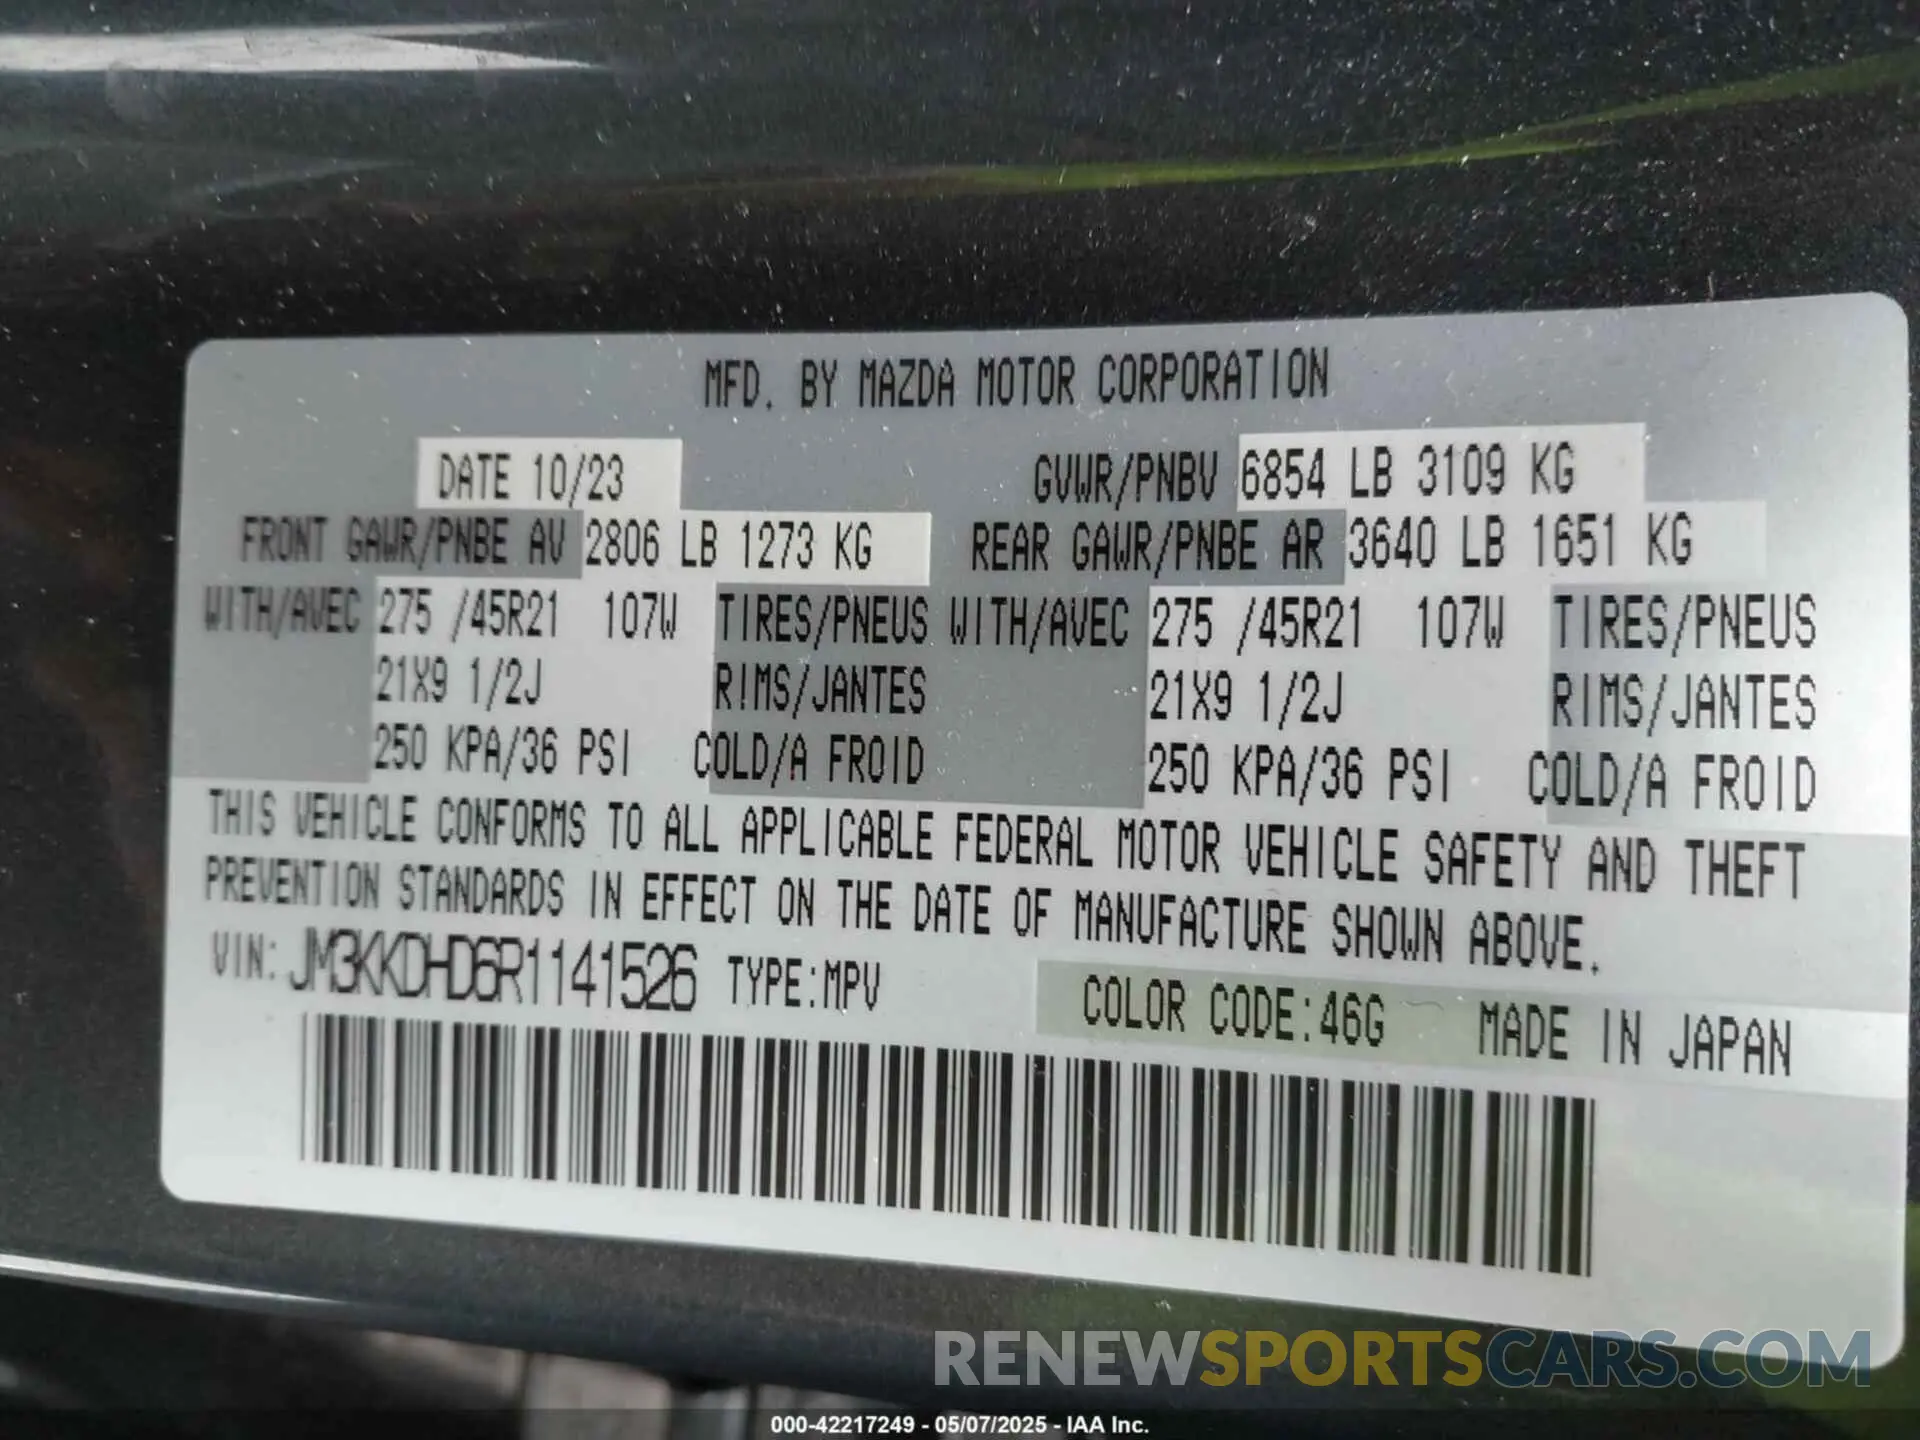 MFD. BY MAZDA MOTOR CORPORATION
DATE 10/23 GVWR/PNBV 6854 LB 3109 KG
FRONT GAWR/PNBE AV 2806 LB 1273 KG REAR GAWR/PNBE AR 3640 LB 1651 KG
WITH/AVEC 275 /45R21 107W TIRES/PNEUS WITH/AVEC 275 /45R21 107W TIRES/PNEUS
21X9 1/2J RIMS/JANTES 21X9 1/2J RIMS/JANTES
250 KPA/36 PSI COLD/A FROID 250 KPA/36 PSI COLD/A FROID
THIS VEHICLE CONFORMS TO ALL APPLICABLE FEDERAL MOTOR VEHICLE SAFETY AND THEFT
PREVENTION STANDARDS IN EFFECT ON THE DATE OF MANUFACTURE SHOWN ABOVE.
VIN: JM3KKDHD6R1141526 TYPE:MPV
COLOR CODE:46G MADE IN JAPAN
RENEWSPORTSCARS.COM
000-42217249 - 05/07/2025 - IAA Inc.